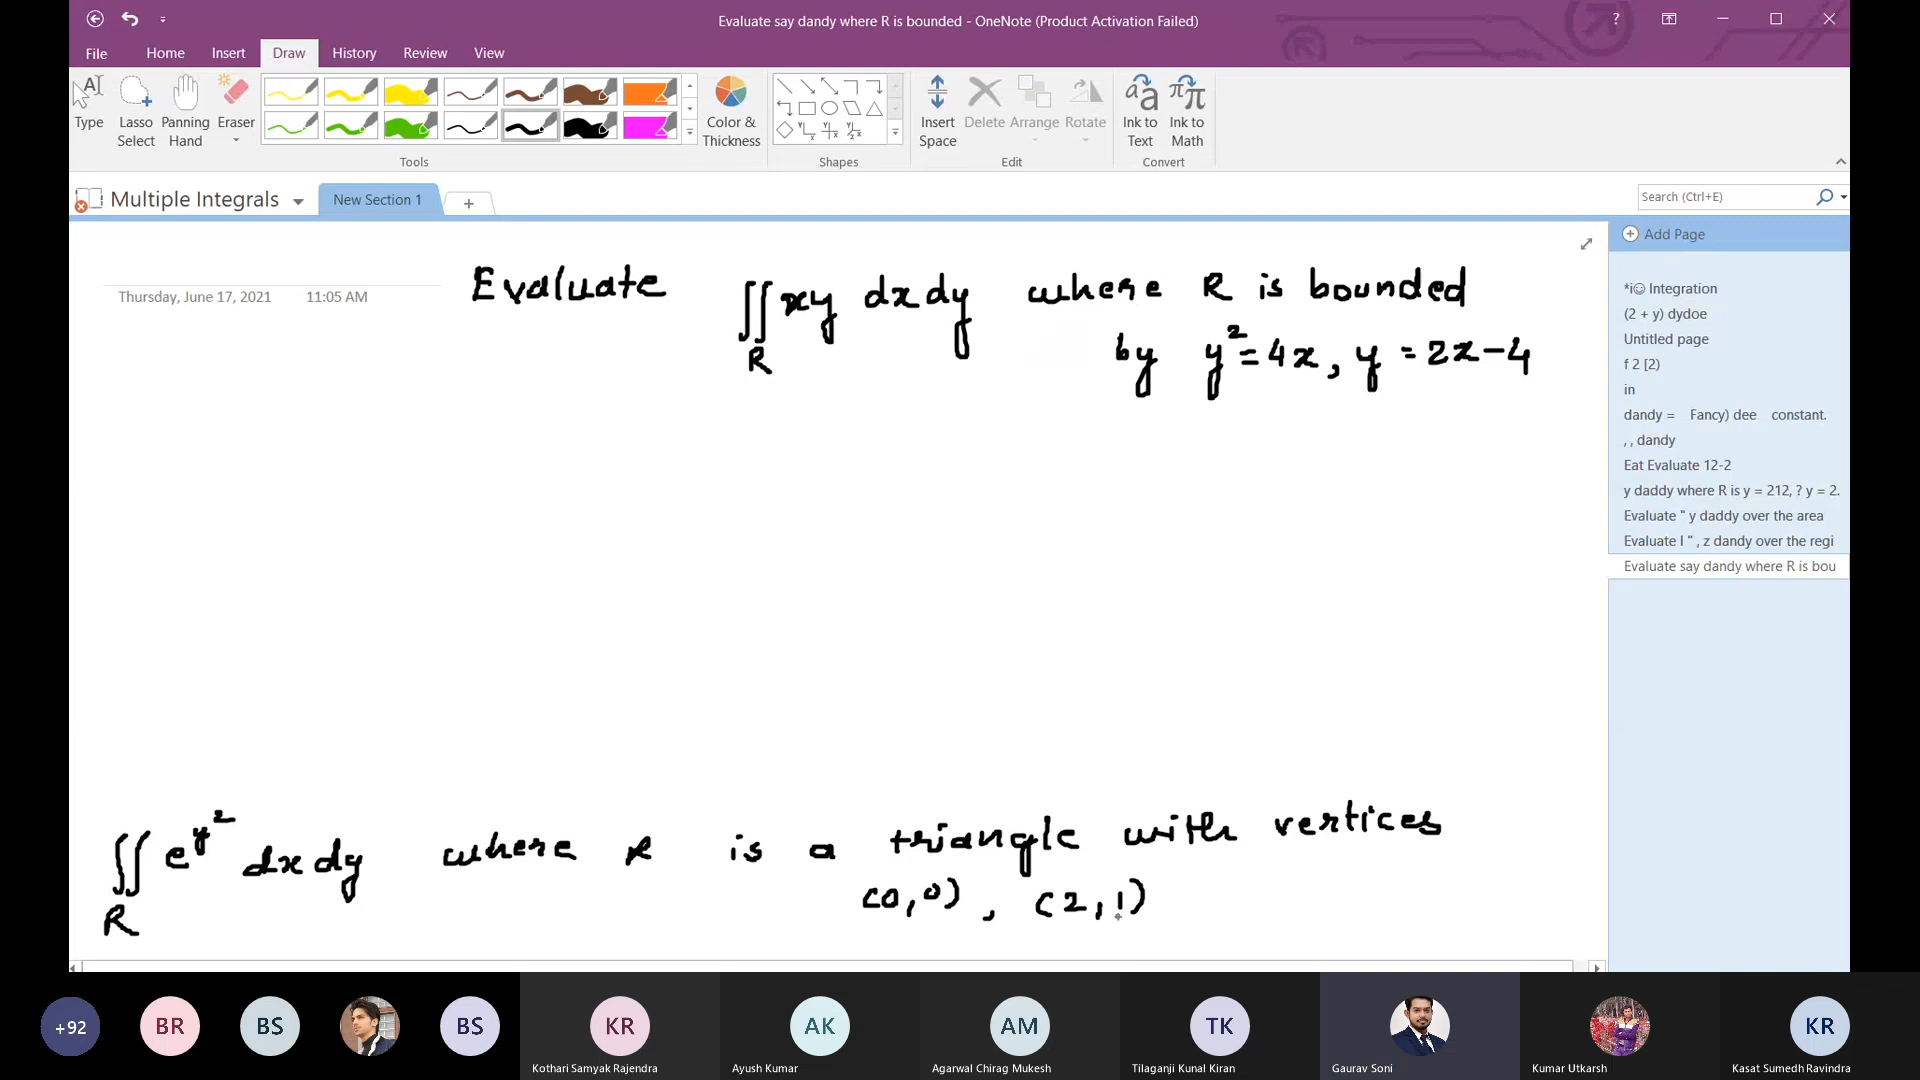 Evaluate say dandy where R is bounded - OneNote (Product Activation Failed)
?
File Home Insert Draw History Review View
Type
Lasso Select
Panning Hand
Eraser
Color & Thickness
Insert Space
Delete
Arrange
Rotate
Ink to Text
Ink to Math
Tools
Shapes
Edit
Convert
Multiple Integrals
New Section 1
+
Search (Ctrl+E)
Add Page
Thursday, June 17, 2021 11:05 AM
*i☺ Integration
(2 + y) dydoe
Untitled page
f 2 [2)
in
dandy = Fancy) dee constant.
, , dandy
Eat Evaluate 12-2
y daddy where R is y = 212, ? y = 2.
Evaluate " y daddy over the area
Evaluate I " , z dandy over the regi
Evaluate say dandy where R is bou
Evaluate ∬_R xy dxdy where R is bounded
by y² = 4x, y = 2x-4
∬_R e^{y²} dxdy where R is a triangle with vertices
(0,0), (2,1)
+92
BR
BS
BS
KR
AK
AM
TK
KR
Kothari Samyak Rajendra
Ayush Kumar
Agarwal Chirag Mukesh
Tilaganji Kunal Kiran
Gaurav Soni
Kumar Utkarsh
Kasat Sumedh Ravindra